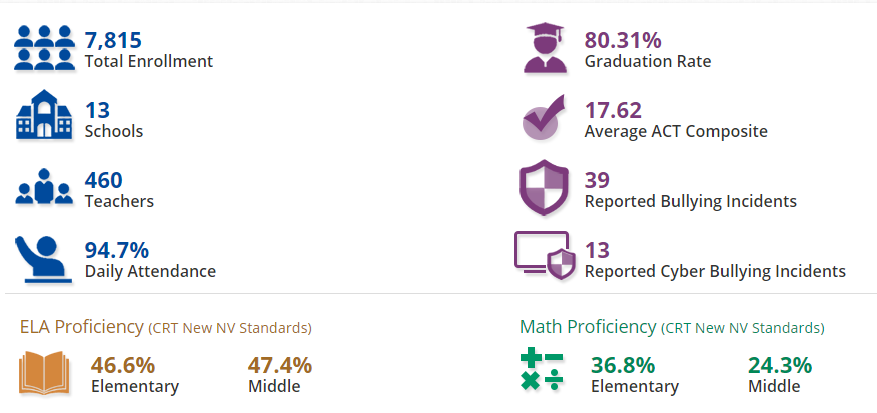 7,815
Total Enrollment
80.31%
Graduation Rate
13
Schools
17.62
Average ACT Composite
460
Teachers
39
Reported Bullying Incidents
94.7%
Daily Attendance
13
Reported Cyber Bullying Incidents
ELA Proficiency (CRT New NV Standards)
46.6%
Elementary
47.4%
Middle
Math Proficiency (CRT New NV Standards)
36.8%
Elementary
24.3%
Middle